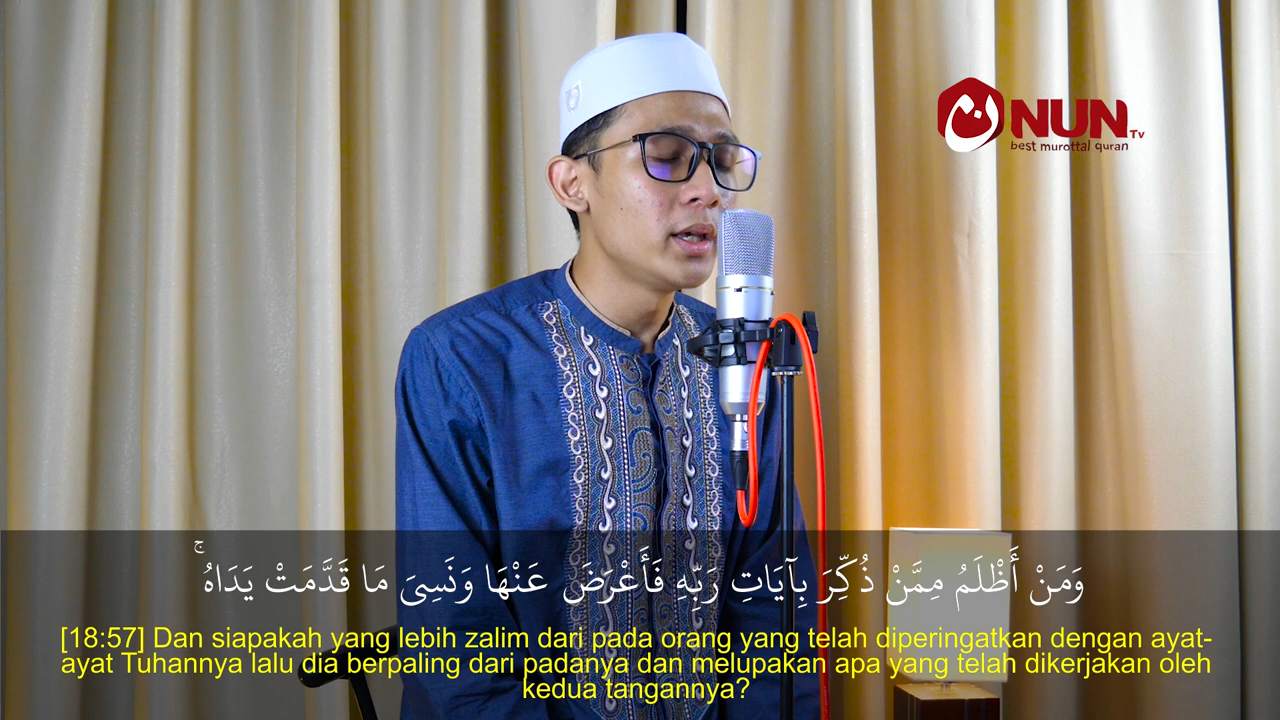 ن NUN Tv
best murottal quran
وَمَنْ أَظْلَمُ مِمَّنْ ذُكِّرَ بِآيَاتِ رَبِّهِ فَأَعْرَضَ عَنْهَا وَنَسِىَ مَا قَدَّمَتْ يَدَاهُ ۚ
[18:57] Dan siapakah yang lebih zalim dari pada orang yang telah diperingatkan dengan ayat-
ayat Tuhannya lalu dia berpaling dari padanya dan melupakan apa yang telah dikerjakan oleh
kedua tangannya?